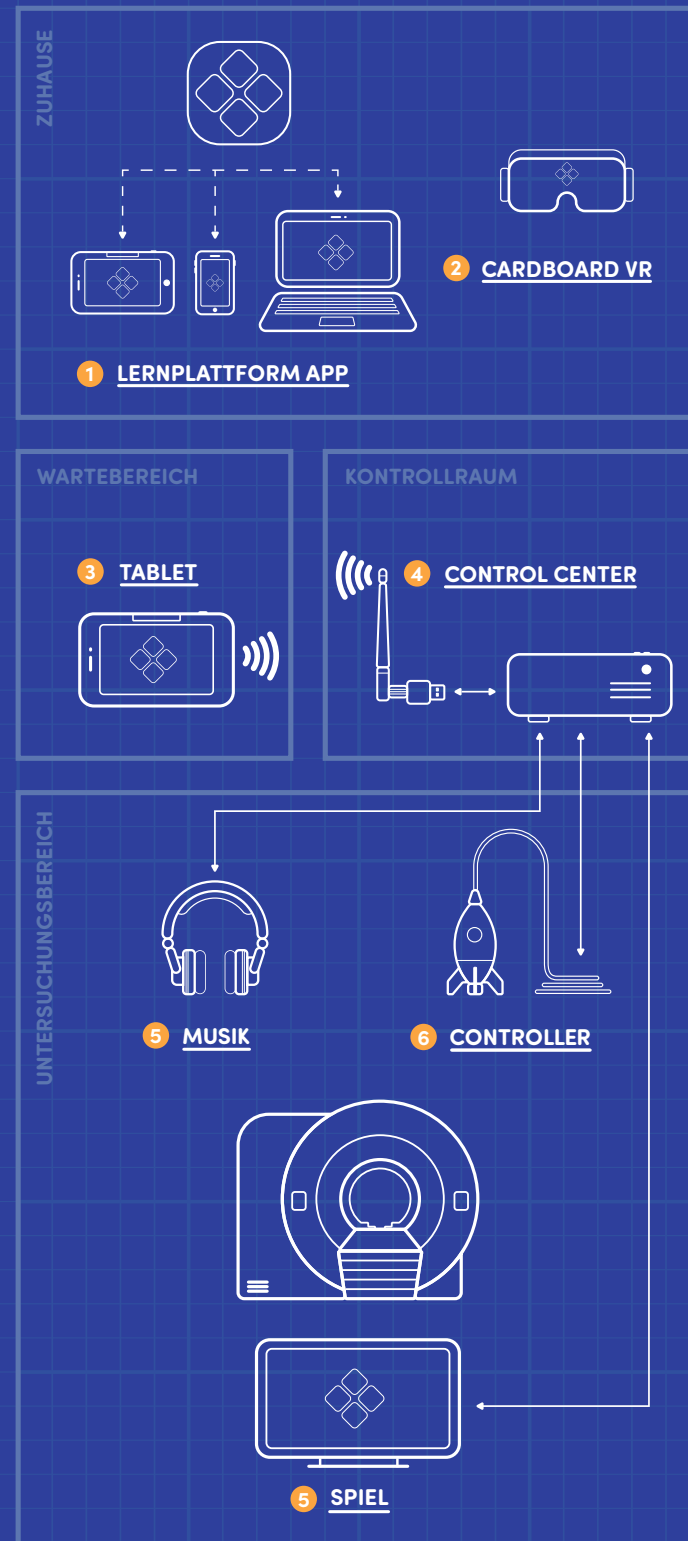 ZUHAUSE
2 CARDBOARD VR
1 LERNPLATTFORM APP
WARTEBEREICH
KONTROLLRAUM
3 TABLET
4 CONTROL CENTER
UNTERSUCHUNGSBEREICH
5 MUSIK
6 CONTROLLER
5 SPIEL